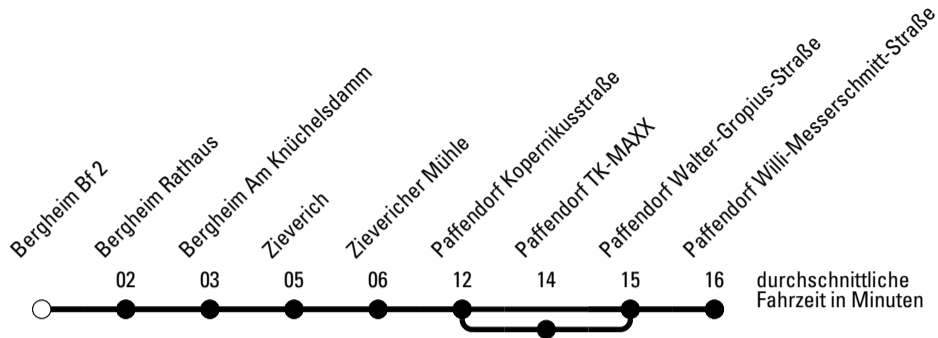 Bergheim Bf 2
Bergheim Rathaus
Bergheim Am Knüchelsdamm
Zieverich
Zievericher Mühle
Paffendorf Kopernikusstraße
Paffendorf TK-MAXX
Paffendorf Walter-Gropius-Straße
Paffendorf Willi-Messerschmitt-Straße
02 03 05 06 12 14 15 16
durchschnittliche
Fahrzeit in Minuten